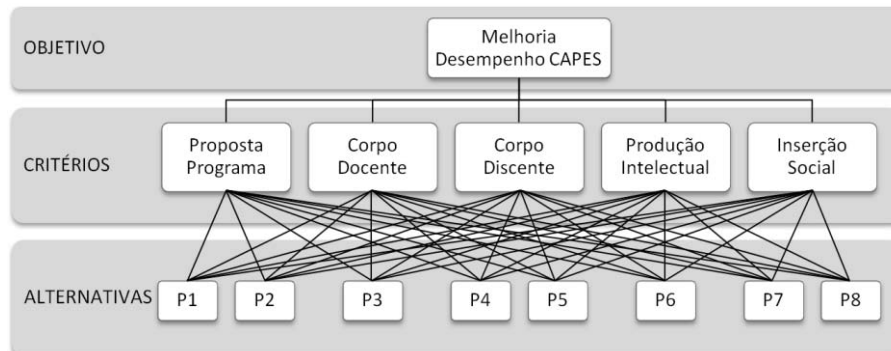 OBJETIVO
Melhoria
Desempenho CAPES
CRITÉRIOS
Proposta
Programa
Corpo
Docente
Corpo
Discente
Produção
Intelectual
Inserção
Social
ALTERNATIVAS
P1
P2
P3
P4
P5
P6
P7
P8